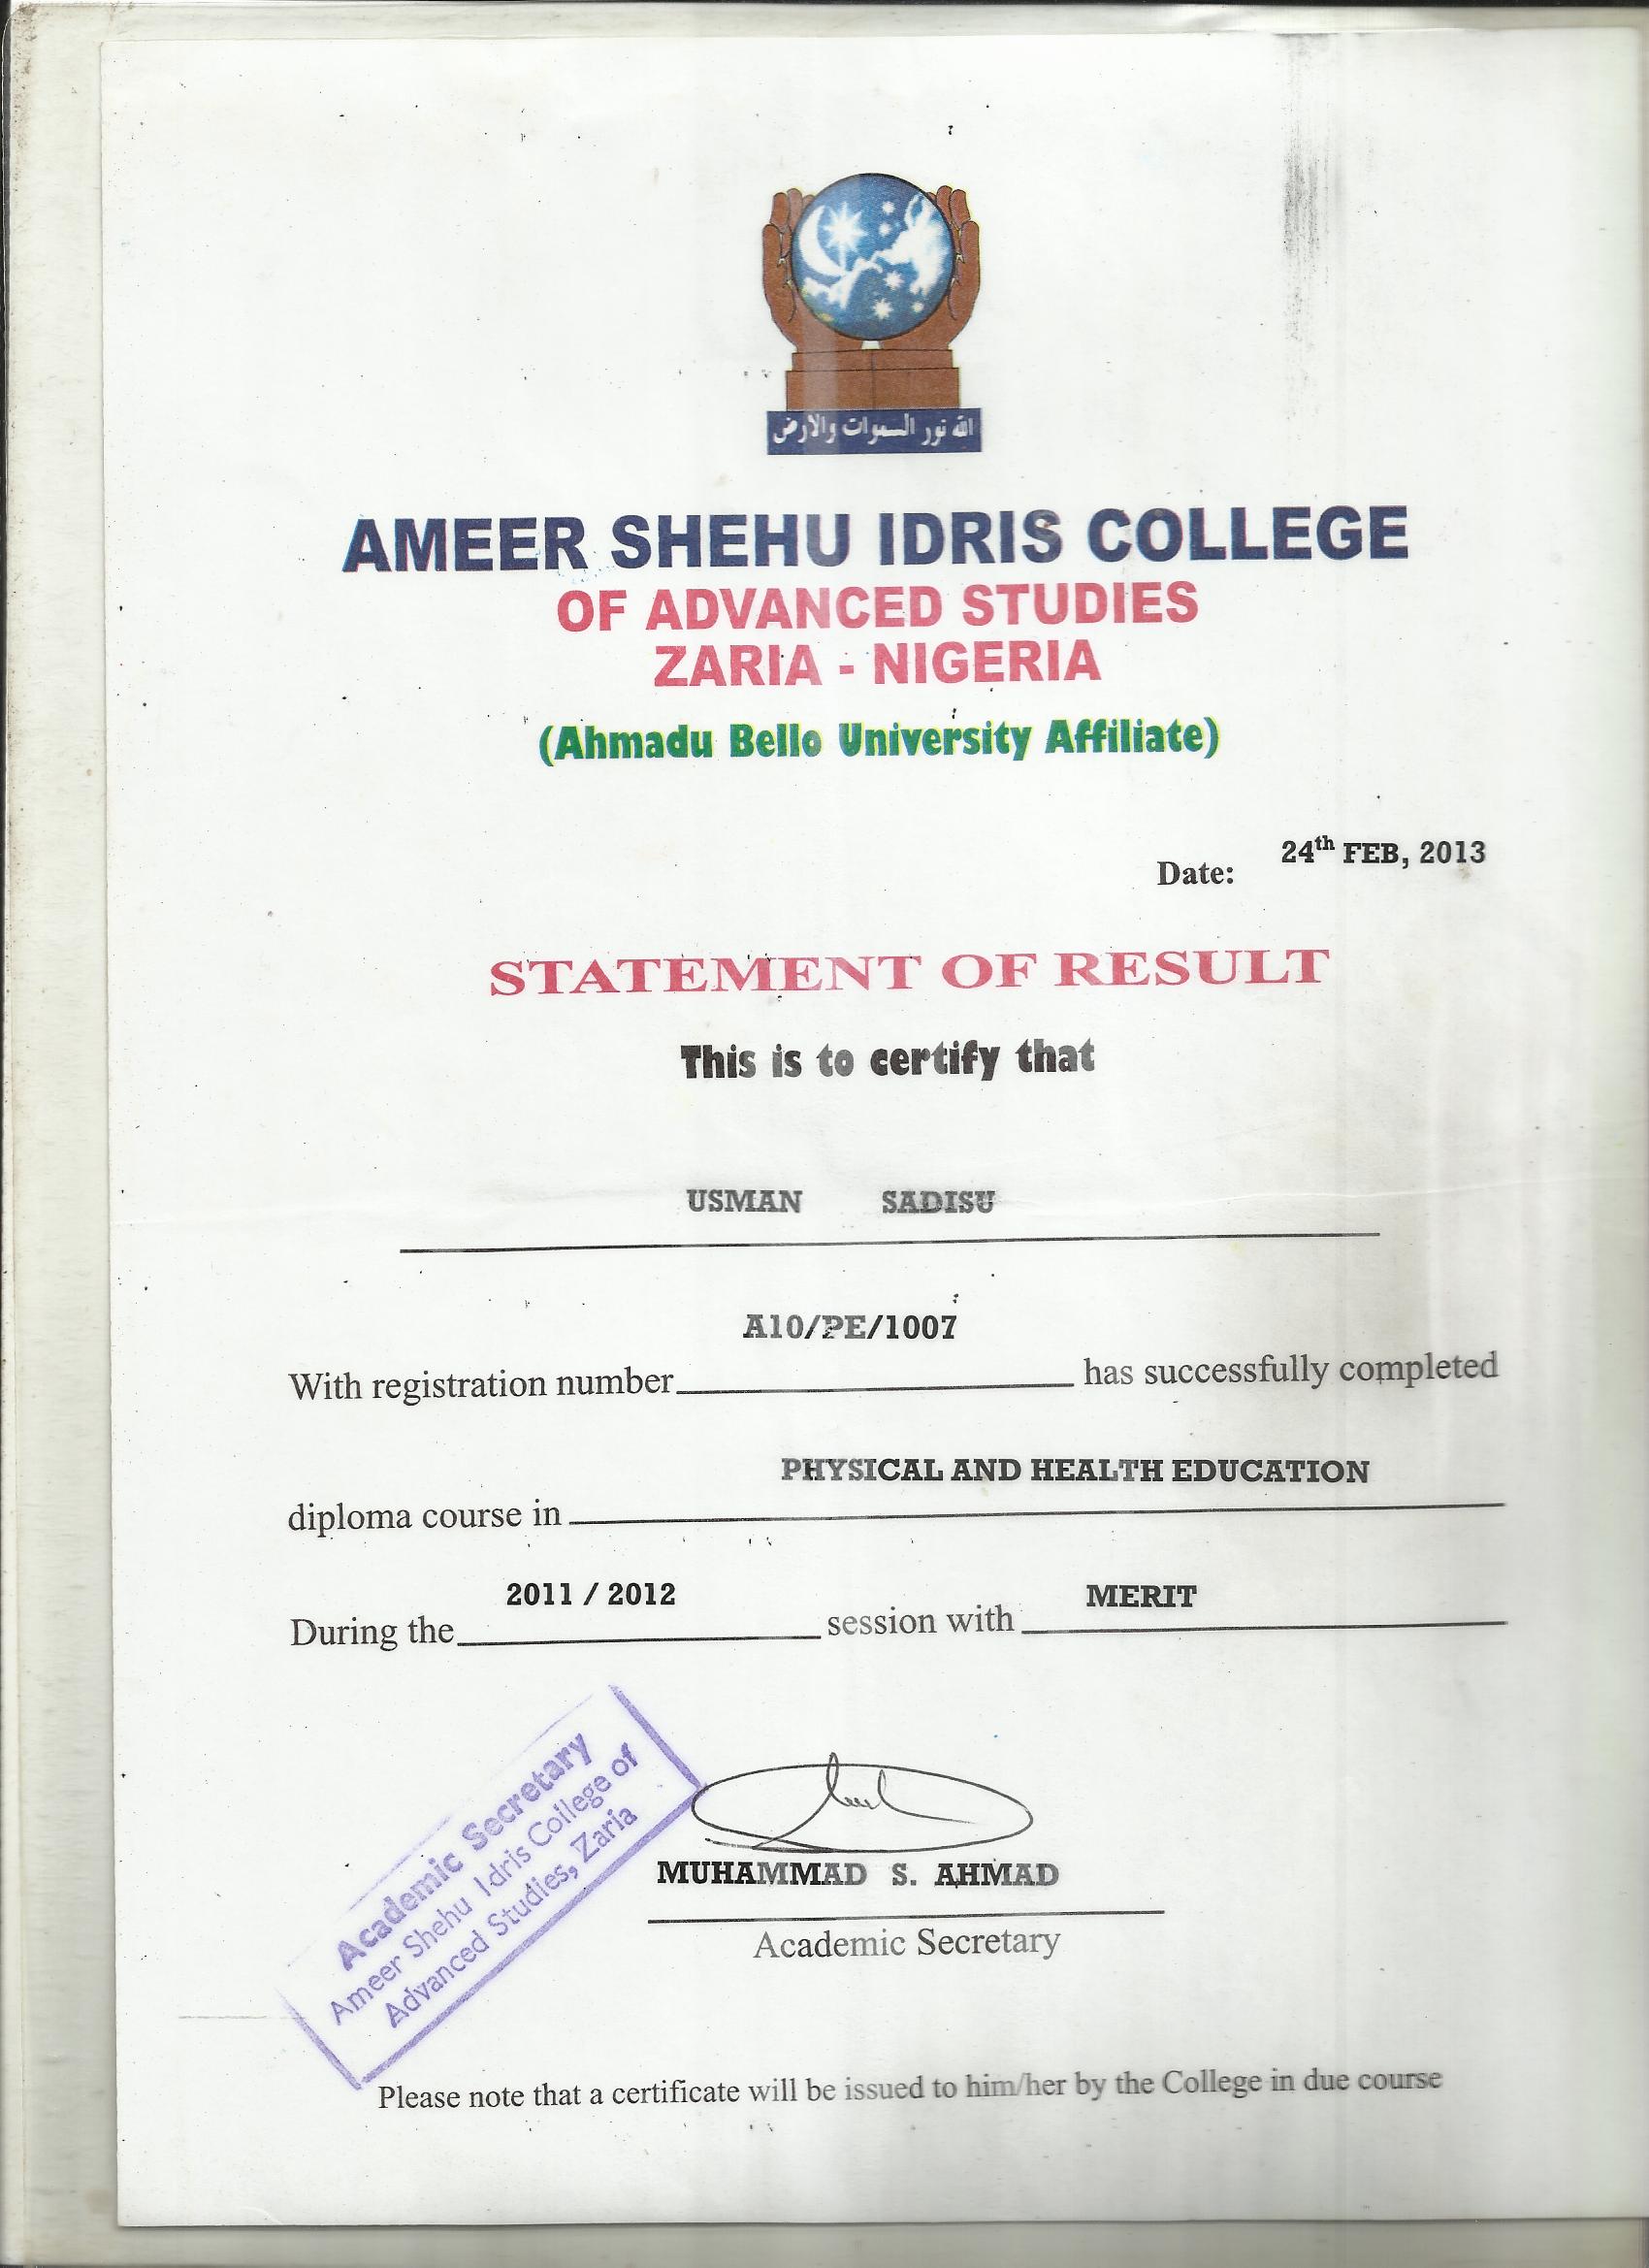 الله نور السموات والارض
AMEER SHEHU IDRIS COLLEGE
OF ADVANCED STUDIES
ZARIA - NIGERIA
(Ahmadu Bello University Affiliate)
Date: 24th FEB, 2013
STATEMENT OF RESULT
This is to certify that
USMAN SADISU
With registration number A10/PE/1007 has successfully completed
diploma course in PHYSICAL AND HEALTH EDUCATION
During the 2011 / 2012 session with MERIT
Academic Secretary
Ameer Shehu Idris College of
Advanced Studies, Zaria
MUHAMMAD S. AHMAD
Academic Secretary
Please note that a certificate will be issued to him/her by the College in due course